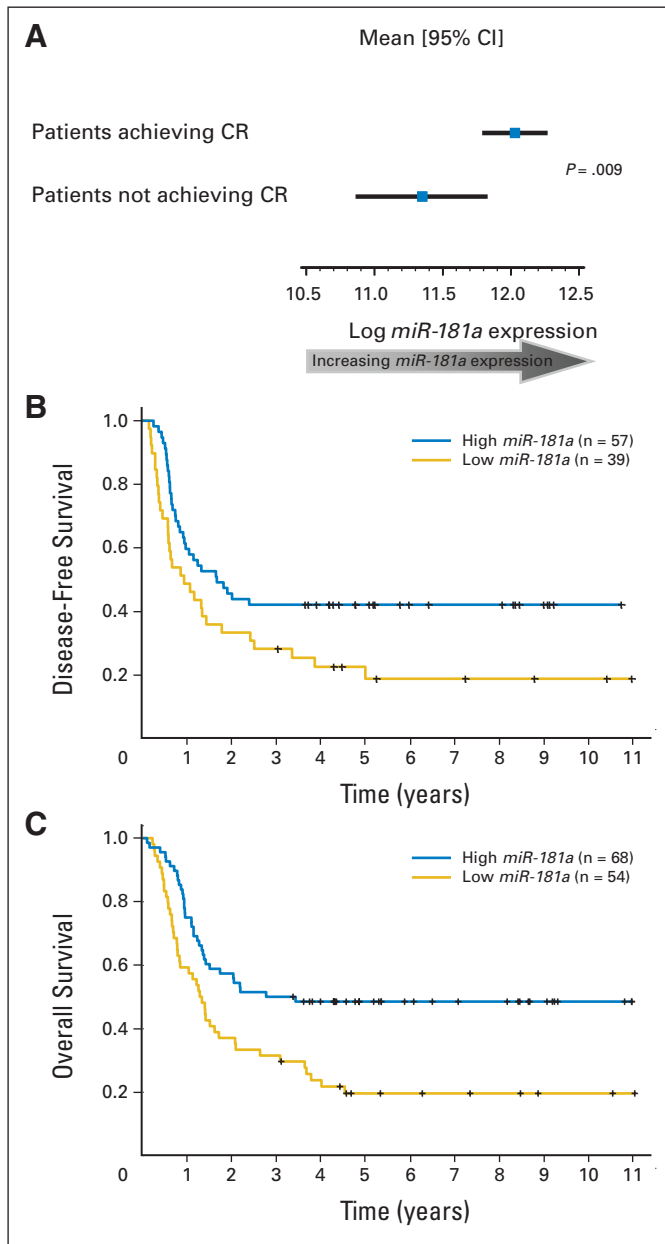 A
Mean [95% CI]
Patients achieving CR
P = .009
Patients not achieving CR
10.5 11.0 11.5 12.0 12.5
Log miR-181a expression
Increasing miR-181a expression
B
1.0
0.8
0.6
0.4
0.2
0
Disease-Free Survival
High miR-181a (n = 57)
Low miR-181a (n = 39)
1 2 3 4 5 6 7 8 9 10 11
Time (years)
C
1.0
0.8
0.6
0.4
0.2
0
Overall Survival
High miR-181a (n = 68)
Low miR-181a (n = 54)
1 2 3 4 5 6 7 8 9 10 11
Time (years)